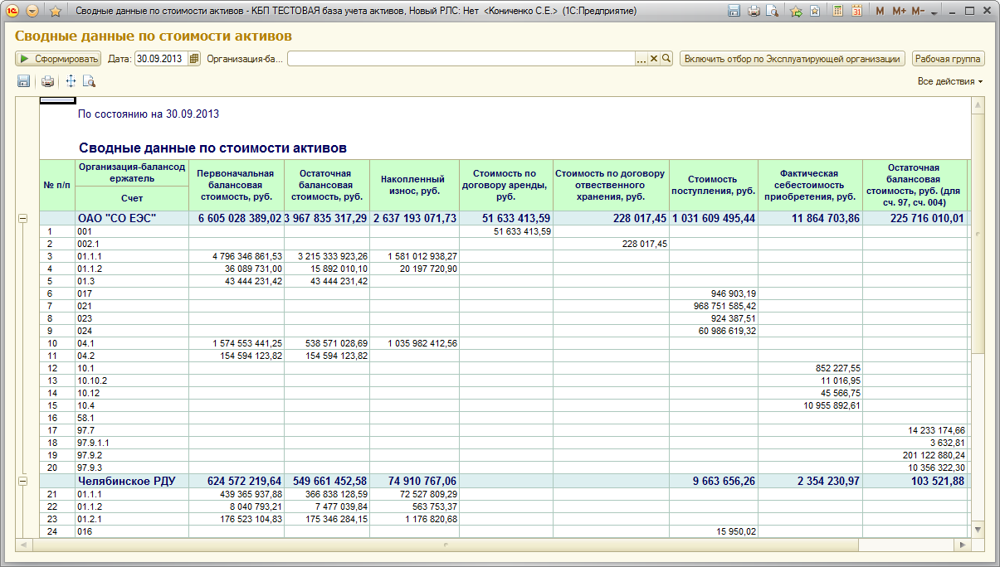 Сводные данные по стоимости активов - КБП ТЕСТОВАЯ база учета активов, Новый РЛС: Нет <Кониченко С.Е.> (1С:Предприятие) M M+ M-
Сводные данные по стоимости активов
Сформировать Дата: 30.09.2013 Организация-ба... ... Включить отбор по Эксплуатирующей организации Рабочая группа
Все действия
По состоянию на 30.09.2013
Сводные данные по стоимости активов
№ п/п
Организация-балансод
ержатель
Счет
Первоначальная
балансовая
стоимость, руб.
Остаточная
балансовая
стоимость, руб.
Накопленный
износ, руб.
Стоимость по
договору аренды,
руб.
Стоимость по договору
отвественного
хранения, руб.
Стоимость
поступления, руб.
Фактическая
себестоимость
приобретения, руб.
Остаточная
балансовая
стоимость, руб. (для
сч. 97, сч. 004)
ОАО "СО ЕЭС" 6 605 028 389,02 3 967 835 317,29 2 637 193 071,73 51 633 413,59 228 017,45 1 031 609 495,44 11 864 703,86 225 716 010,01
1 001 51 633 413,59
2 002.1 228 017,45
3 01.1.1 4 796 346 861,53 3 215 333 923,26 1 581 012 938,27
4 01.1.2 36 089 731,00 15 892 010,10 20 197 720,90
5 01.3 43 444 231,42 43 444 231,42
6 017 946 903,19
7 021 968 751 585,42
8 023 924 387,51
9 024 60 986 619,32
10 04.1 1 574 553 441,25 538 571 028,69 1 035 982 412,56
11 04.2 154 594 123,82 154 594 123,82
12 10.1 852 227,55
13 10.10.2 11 016,95
14 10.12 45 566,75
15 10.4 10 955 892,61
16 58.1
17 97.7 14 233 174,66
18 97.9.1.1 3 632,81
19 97.9.2 201 122 880,24
20 97.9.3 10 356 322,30
Челябинское РДУ 624 572 219,64 549 661 452,58 74 910 767,06 9 663 656,26 2 354 230,97 103 521,88
21 01.1.1 439 365 937,88 366 838 128,59 72 527 809,29
22 01.1.2 8 040 793,21 7 477 039,84 563 753,37
23 01.2.1 176 523 104,83 175 346 284,15 1 176 820,68
24 016 15 950,02